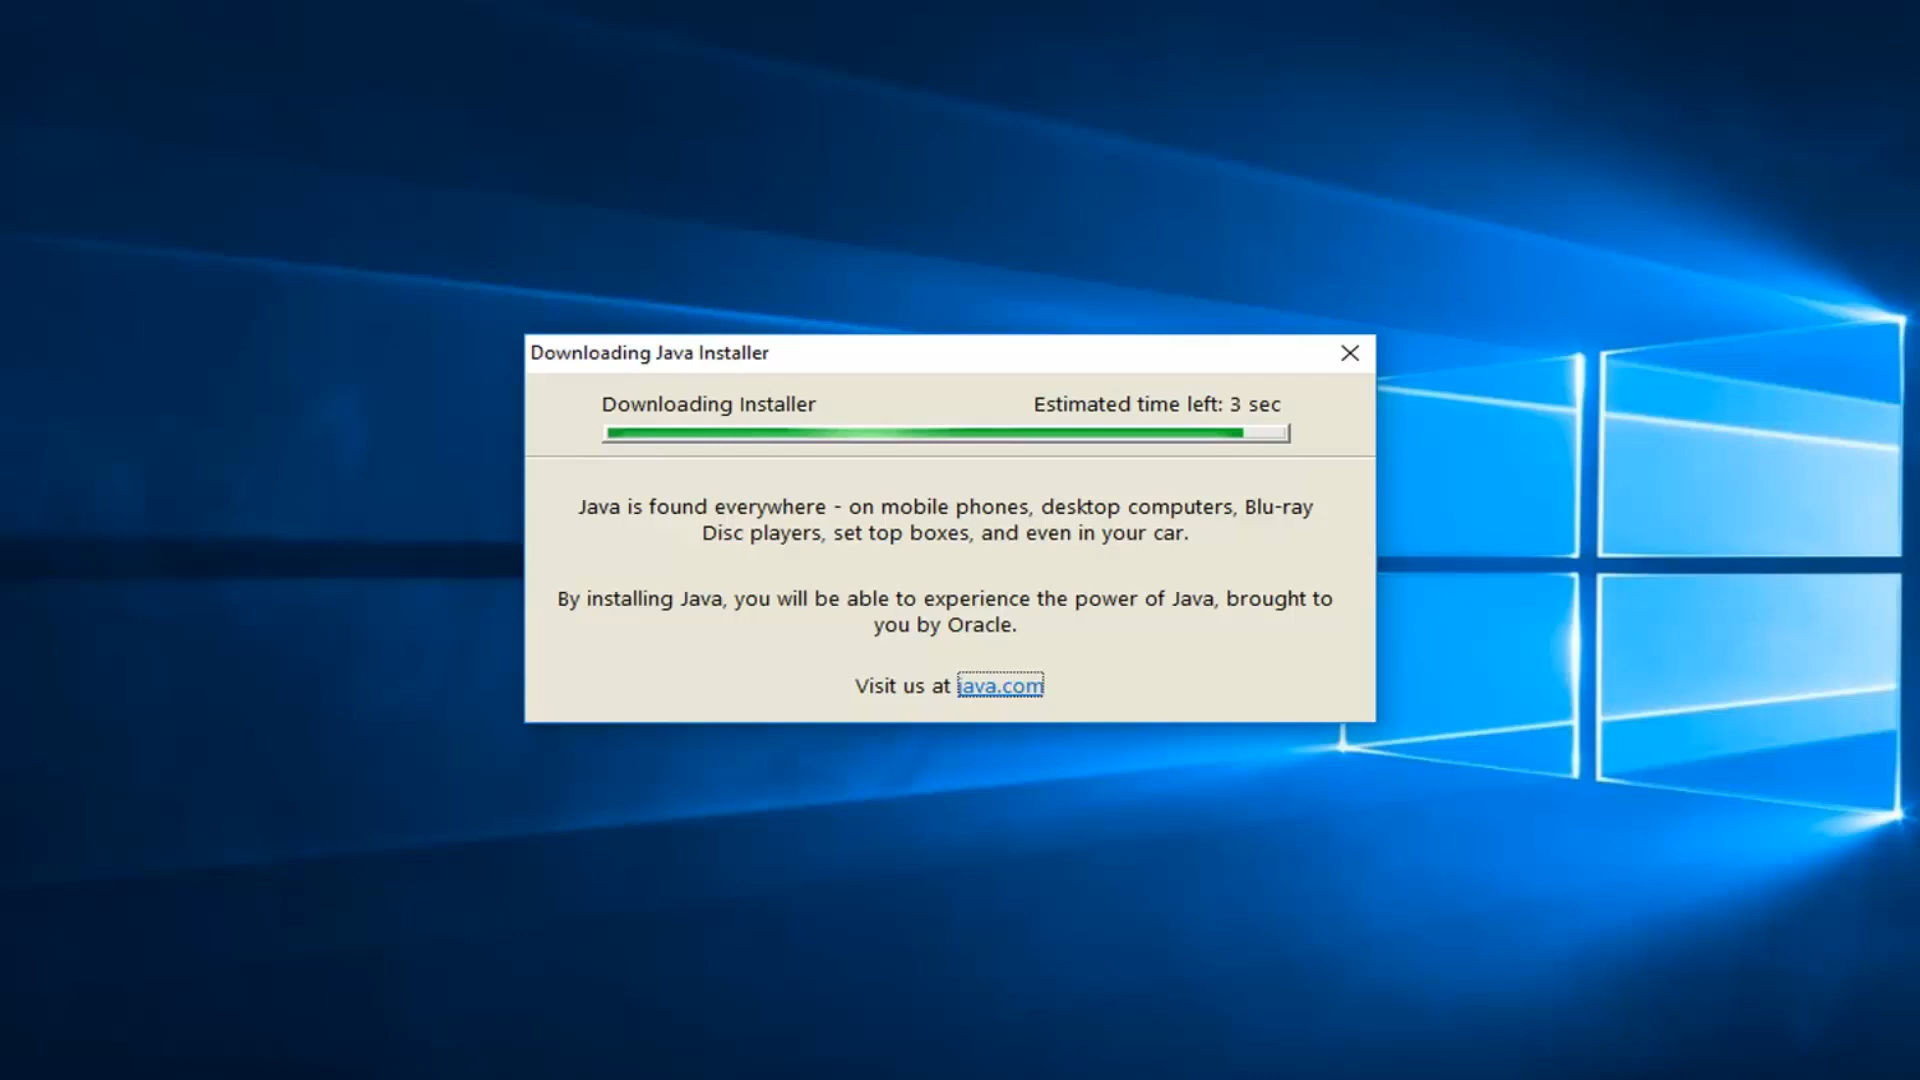 Downloading Java Installer
Downloading Installer
Estimated time left: 3 sec
Java is found everywhere - on mobile phones, desktop computers, Blu-ray
Disc players, set top boxes, and even in your car.
By installing Java, you will be able to experience the power of Java, brought to
you by Oracle.
Visit us at java.com